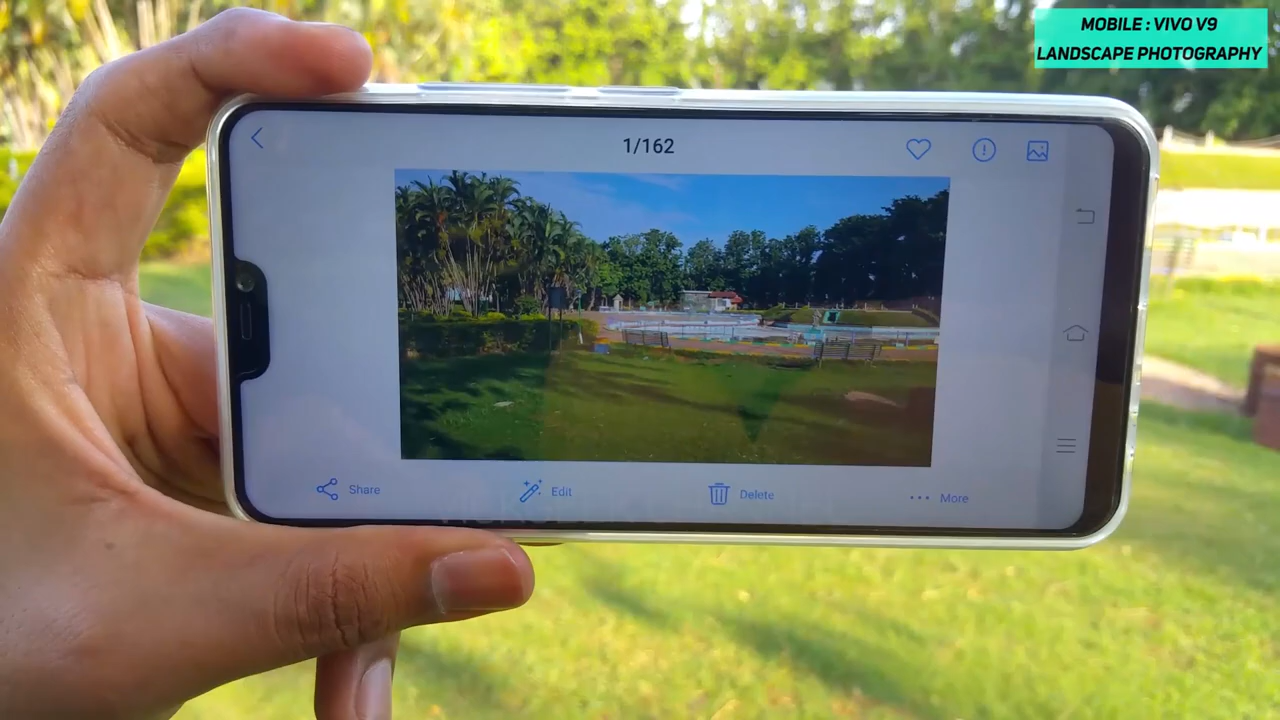 MOBILE : VIVO V9
LANDSCAPE PHOTOGRAPHY
1/162
Share
Edit
Delete
More